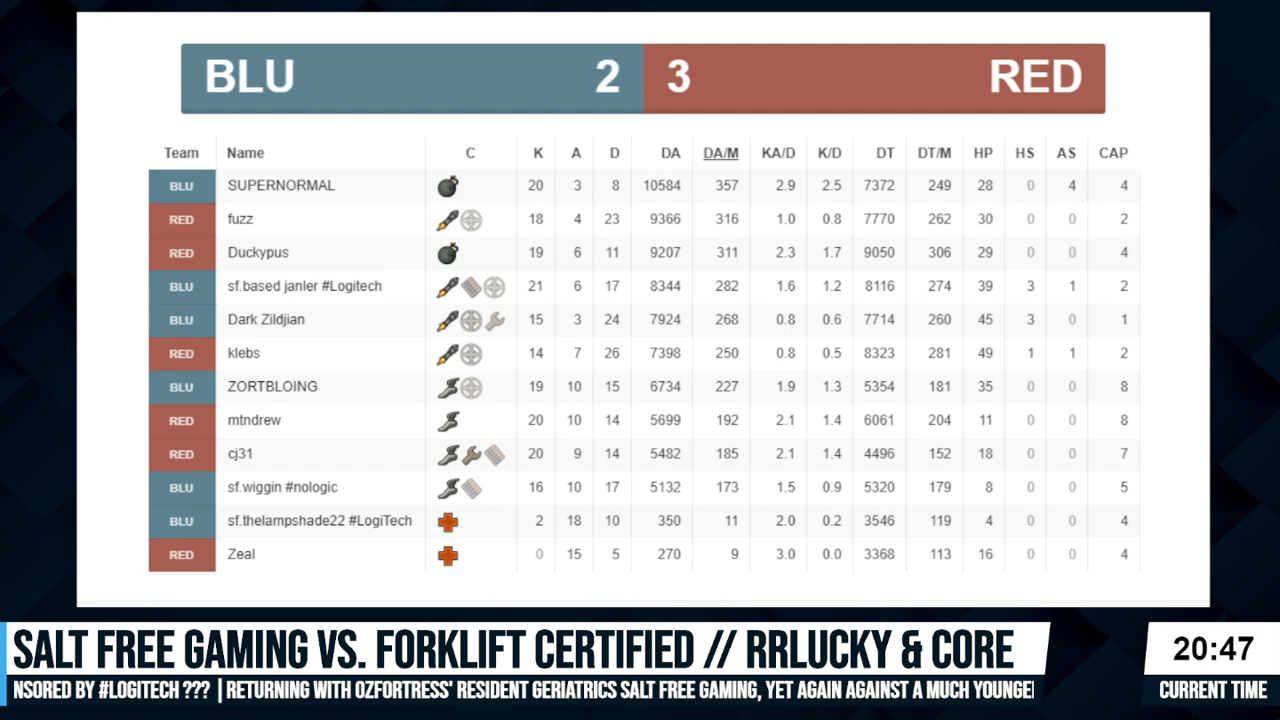 BLU 2 3 RED
Team Name C K A D DA DA/M KA/D K/D DT DT/M HP HS AS CAP
BLU SUPERNORMAL 20 3 8 10584 357 2.9 2.5 7372 249 28 0 4 4
RED fuzz 18 4 23 9366 316 1.0 0.8 7770 262 30 0 0 2
RED Duckypus 19 6 11 9207 311 2.3 1.7 9050 306 29 0 0 4
BLU sf.based janler #Logitech 21 6 17 8344 282 1.6 1.2 8116 274 39 3 1 2
BLU Dark Zildjian 15 3 24 7924 268 0.8 0.6 7714 260 45 3 0 1
RED klebs 14 7 26 7398 250 0.8 0.5 8323 281 49 1 1 2
BLU ZORTBLOING 19 10 15 6734 227 1.9 1.3 5354 181 35 0 0 8
RED mtndrew 20 10 14 5699 192 2.1 1.4 6061 204 11 0 0 8
RED cj31 20 9 14 5482 185 2.1 1.4 4496 152 18 0 0 7
BLU sf.wiggin #nologic 16 10 17 5132 173 1.5 0.9 5320 179 8 0 0 5
BLU sf.thelampshade22 #LogiTech 2 18 10 350 11 2.0 0.2 3546 119 4 0 0 4
RED Zeal 0 15 5 270 9 3.0 0.0 3368 113 16 0 0 4
SALT FREE GAMING VS. FORKLIFT CERTIFIED // RRLUCKY & CORE
20:47
NSORED BY #LOGITECH ??? | RETURNING WITH OZFORTRESS' RESIDENT GERIATRICS SALT FREE GAMING, YET AGAIN AGAINST A MUCH YOUNGE
CURRENT TIME